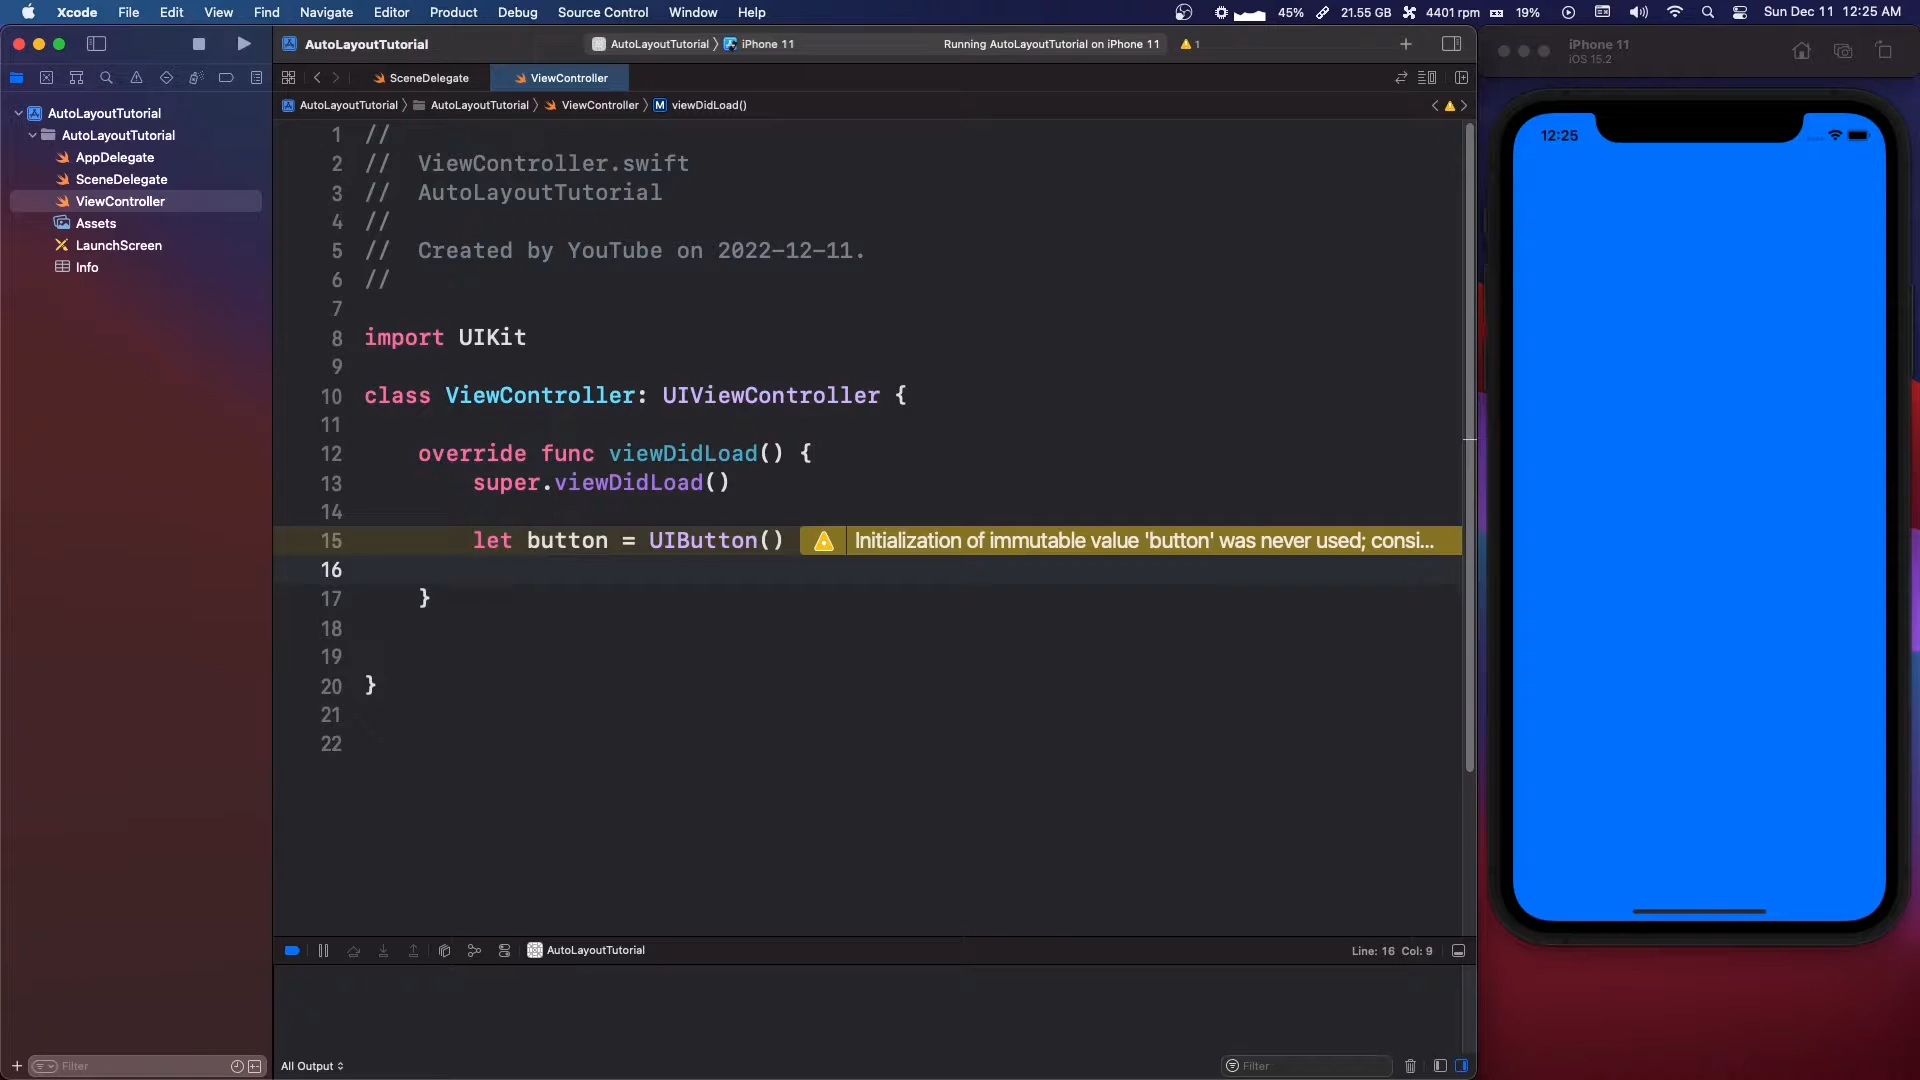 Xcode File Edit View Find Navigate Editor Product Debug Source Control Window Help 45% 21.55 GB 4401 rpm 19% Sun Dec 11 12:25 AM
AutoLayoutTutorial AutoLayoutTutorial iPhone 11 Running AutoLayoutTutorial on iPhone 11 1
iPhone 11
iOS 15.2
SceneDelegate ViewController
AutoLayoutTutorial AutoLayoutTutorial ViewController M viewDidLoad()
AutoLayoutTutorial
AutoLayoutTutorial
AppDelegate
SceneDelegate
ViewController
Assets
LaunchScreen
Info
1 //
2 // ViewController.swift
3 // AutoLayoutTutorial
4 //
5 // Created by YouTube on 2022-12-11.
6 //
7
8 import UIKit
9
10 class ViewController: UIViewController {
11
12 override func viewDidLoad() {
13 super.viewDidLoad()
14
15 let button = UIButton() Initialization of immutable value 'button' was never used; consi...
16
17 }
18
19
20 }
21
22
12:25
AutoLayoutTutorial Line: 16 Col: 9
Filter All Output Filter